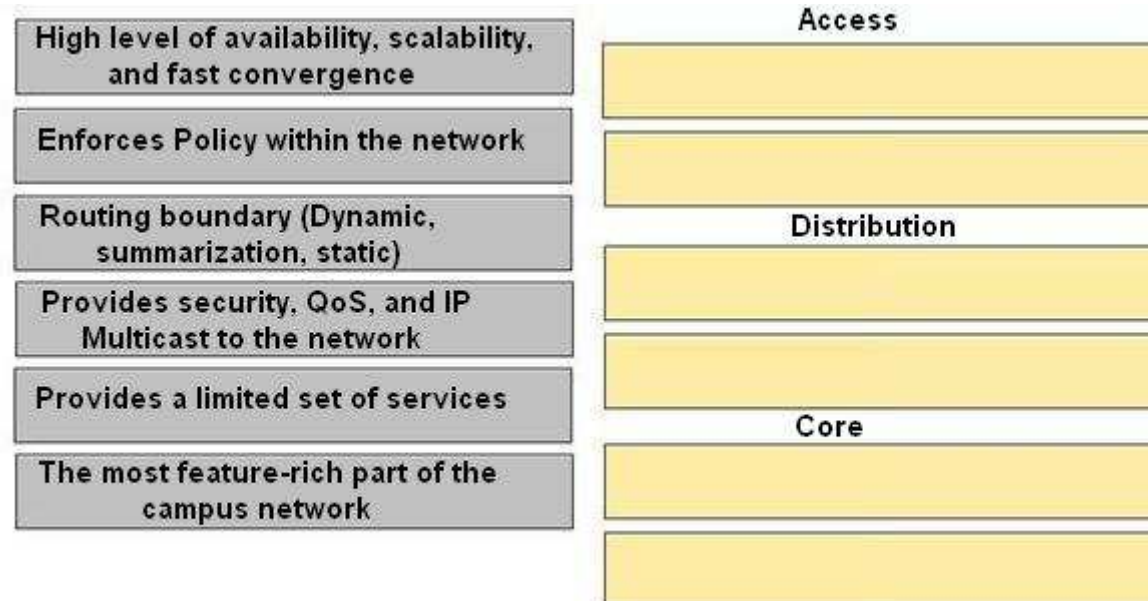 High level of availability, scalability,
and fast convergence
Enforces Policy within the network
Routing boundary (Dynamic,
summarization, static)
Provides security, QoS, and IP
Multicast to the network
Provides a limited set of services
The most feature-rich part of the
campus network
Access
Distribution
Core